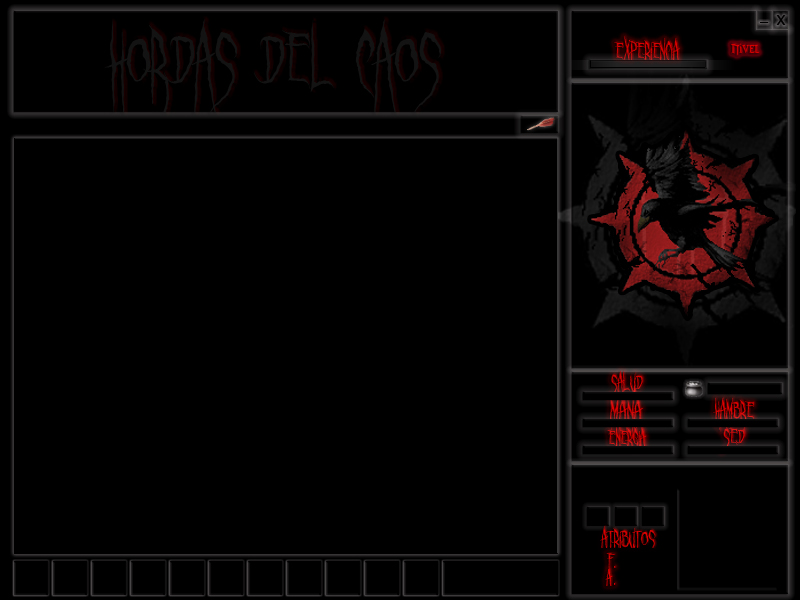 HORDAS DEL CAOS
EXPERIENCIA
NIVEL
SALUD
MANA
HAMBRE
ENERGIA
SED
ATRIBUTOS
F:
A: